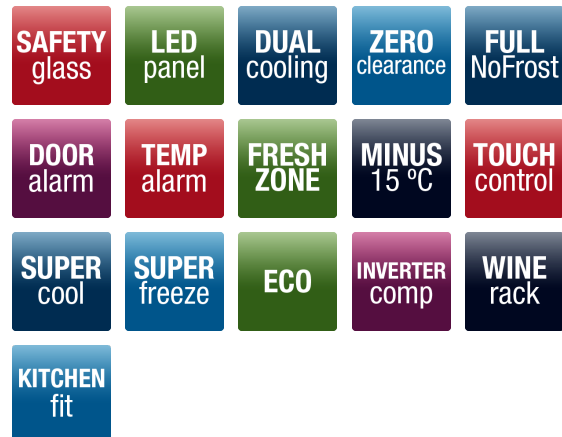 SAFETY
glass
LED
panel
DUAL
cooling
ZERO
clearance
FULL
NoFrost
DOOR
alarm
TEMP
alarm
FRESH
ZONE
MINUS
15 ºC
TOUCH
control
SUPER
cool
SUPER
freeze
ECO
INVERTER
comp
WINE
rack
KITCHEN
fit